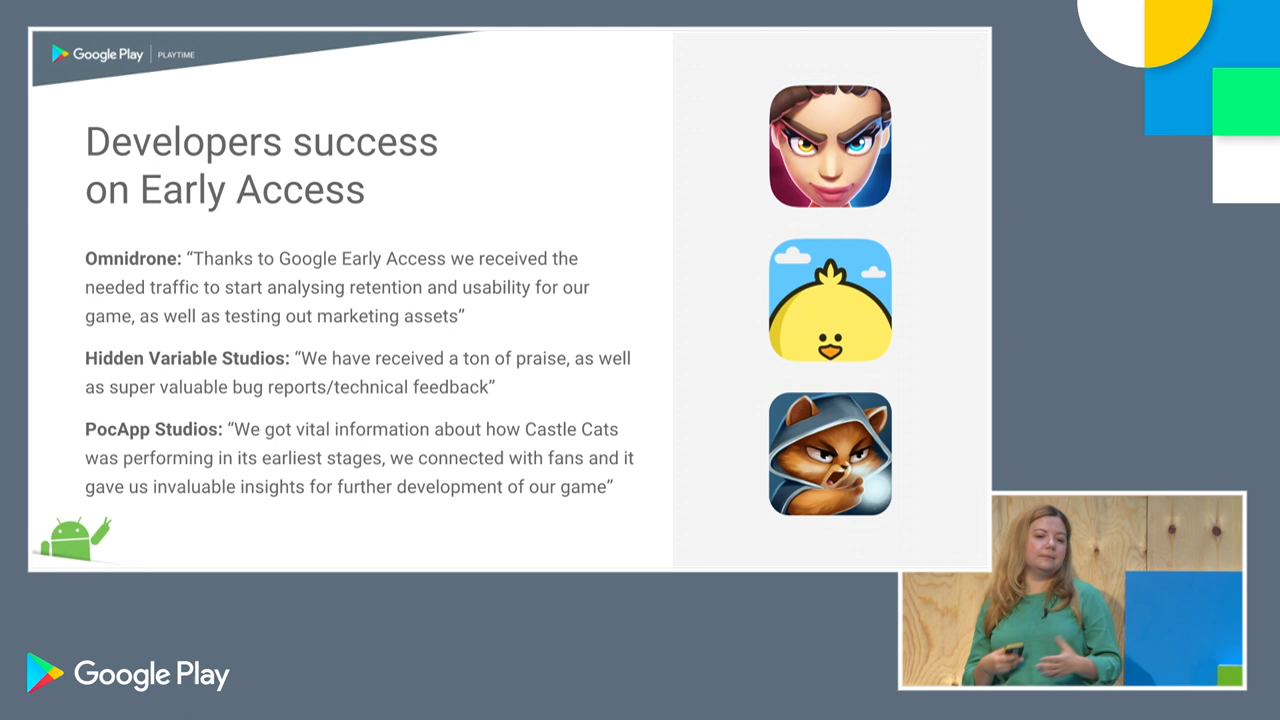 Google Play | PLAYTIME
Developers success
on Early Access
Omnidrone: “Thanks to Google Early Access we received the
needed traffic to start analysing retention and usability for our
game, as well as testing out marketing assets”
Hidden Variable Studios: “We have received a ton of praise, as well
as super valuable bug reports/technical feedback”
PocApp Studios: “We got vital information about how Castle Cats
was performing in its earliest stages, we connected with fans and it
gave us invaluable insights for further development of our game”
Google Play